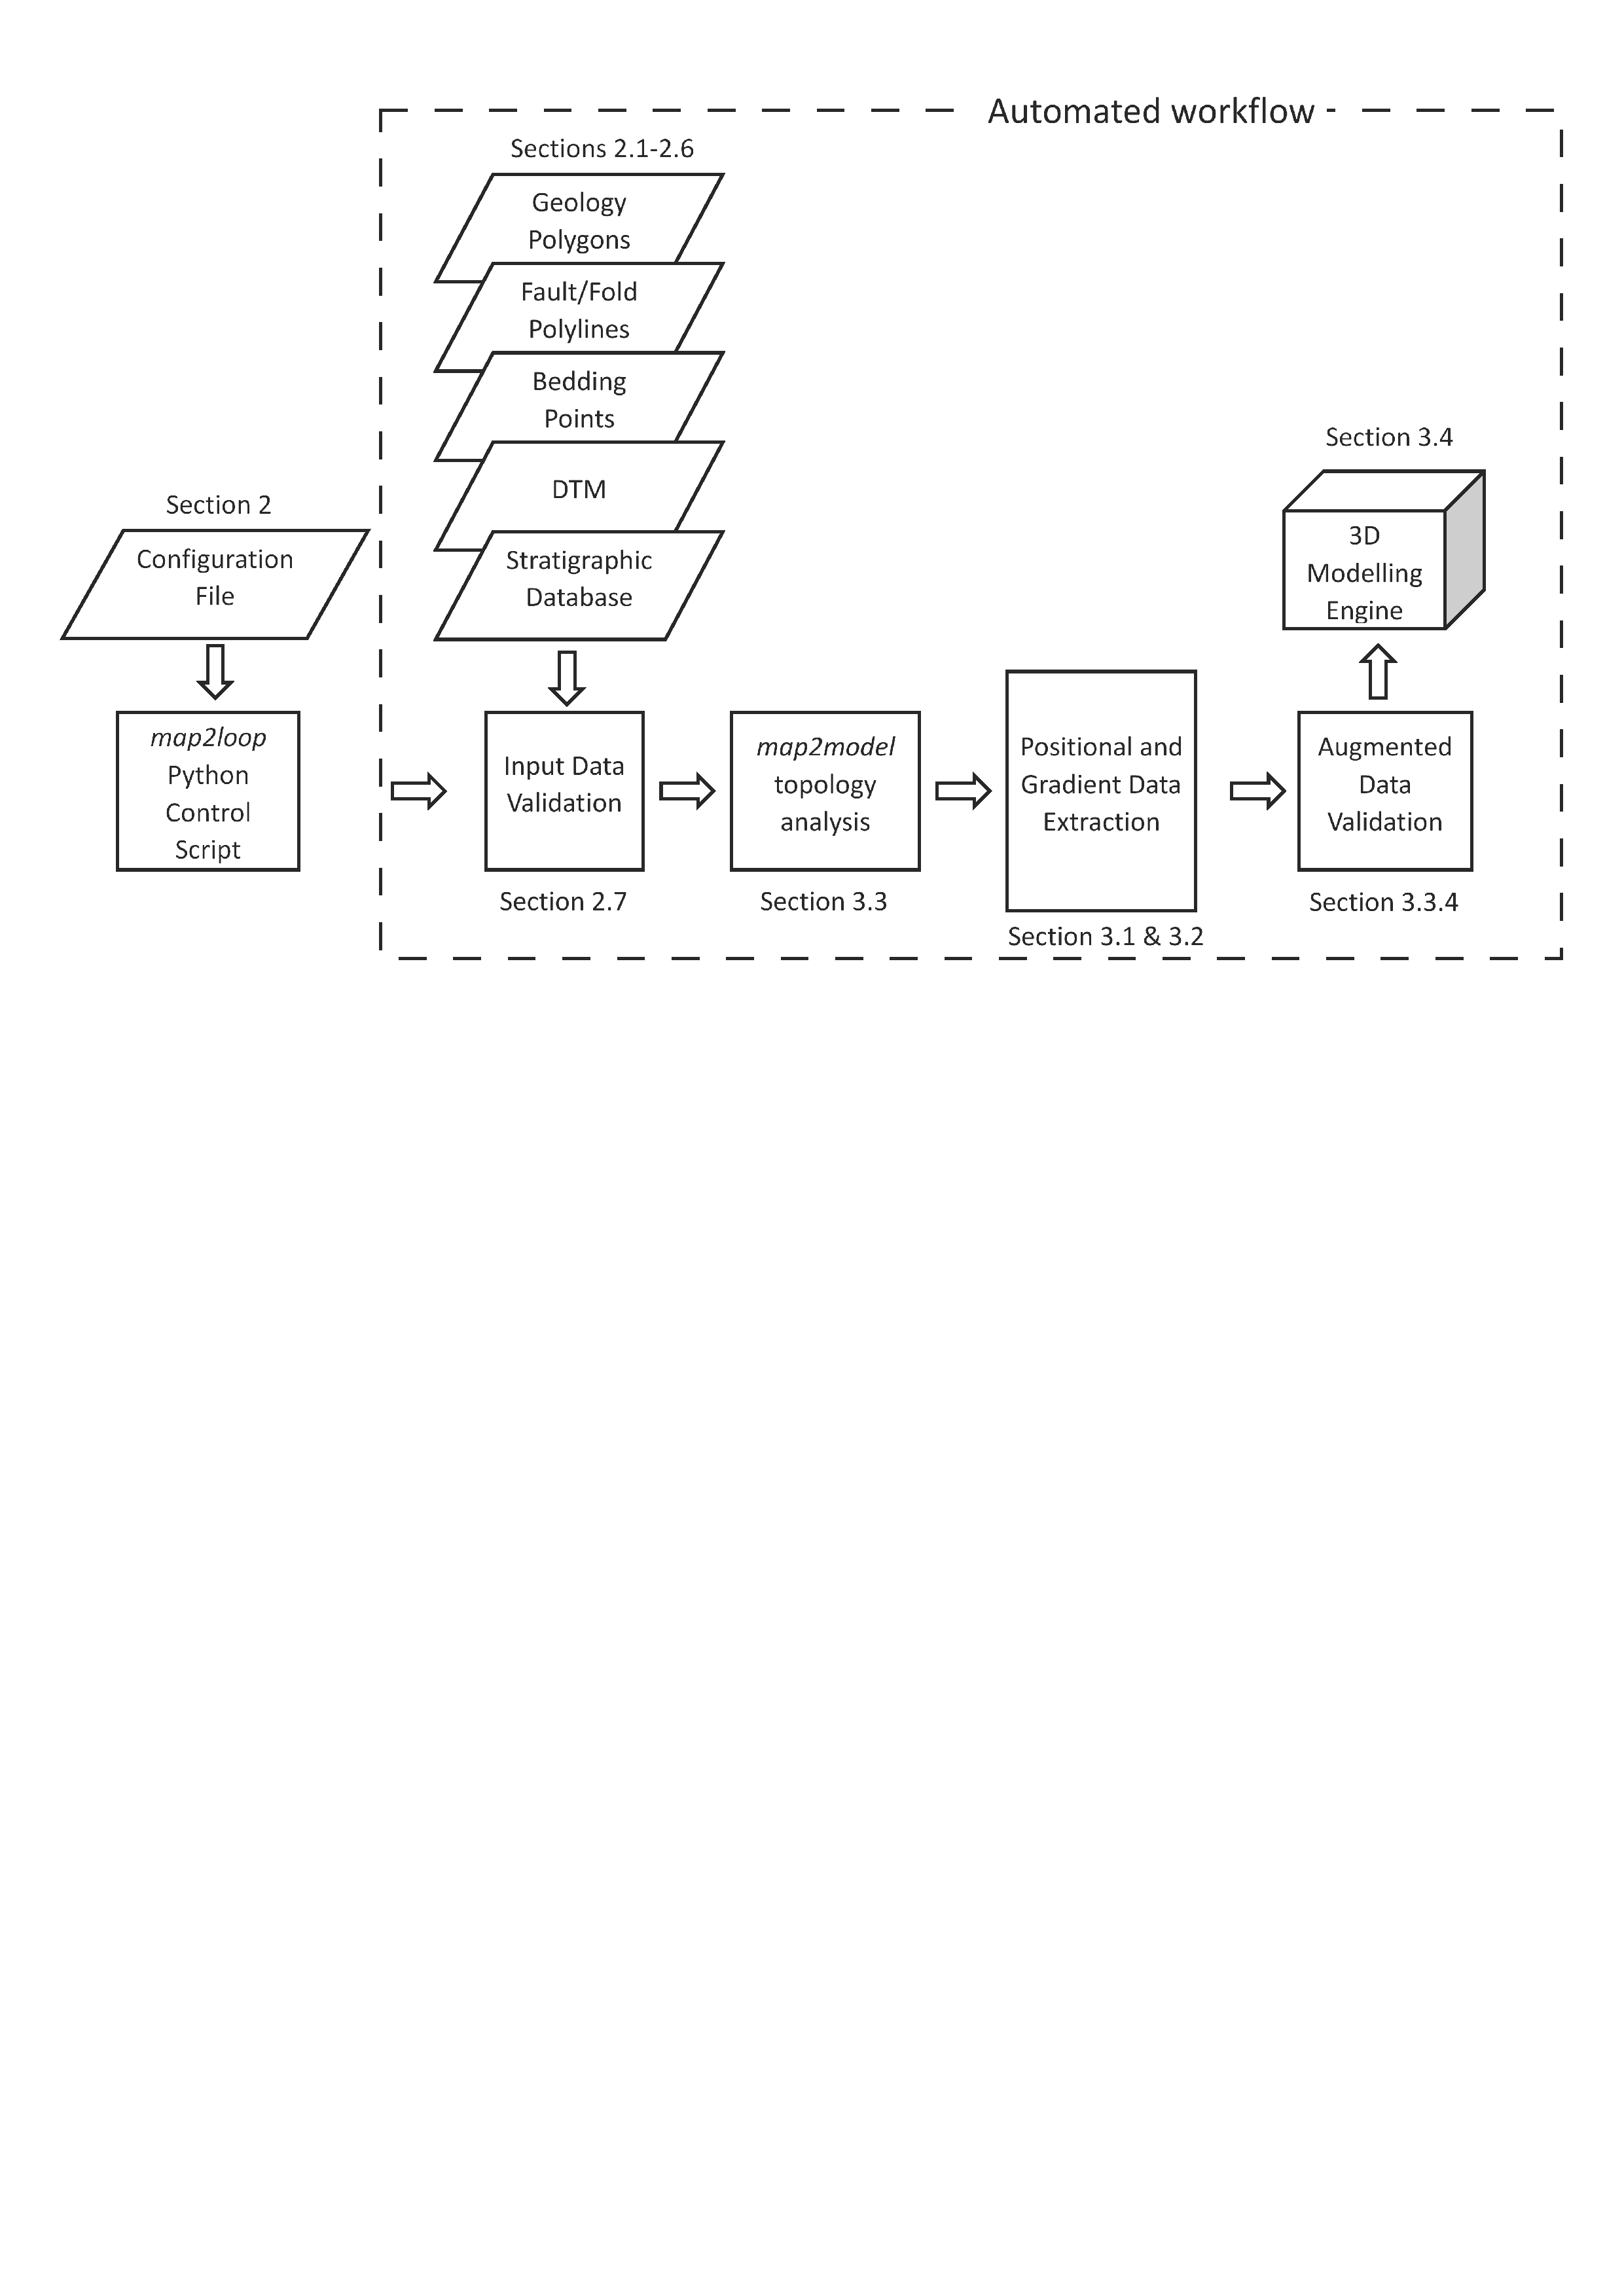 Automated workflow
Sections 2.1-2.6
Geology
Polygons
Fault/Fold
Polylines
Bedding
Points
DTM
Stratigraphic
Database
Section 2
Configuration
File
map2loop
Python
Control
Script
Input Data
Validation
Section 2.7
map2model
topology
analysis
Section 3.3
Positional and
Gradient Data
Extraction
Section 3.1 & 3.2
Augmented
Data
Validation
Section 3.3.4
Section 3.4
3D
Modelling
Engine